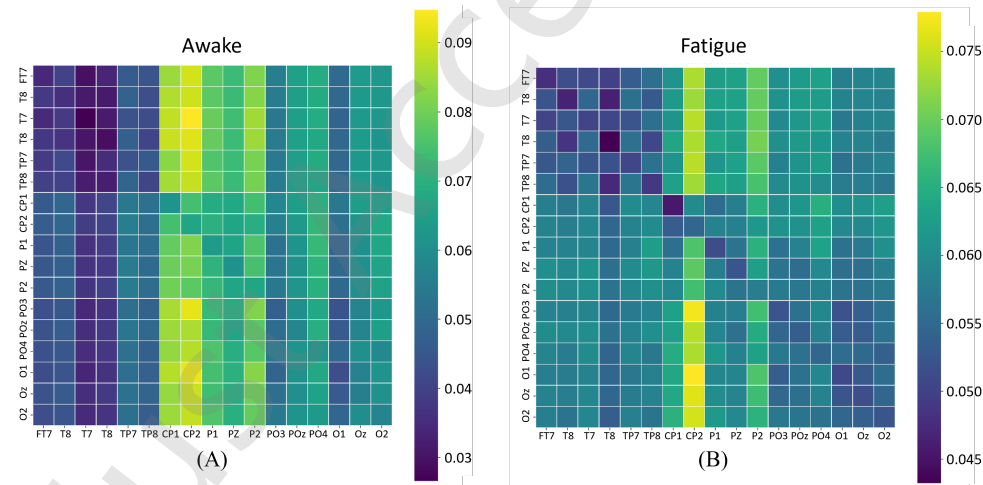 Awake
FT7
T8
T7
T8
TP7
TP8
CP1
CP2
P1
PZ
P2
PO3
POz
PO4
O1
Oz
O2
FT7 T8 T7 T8 TP7 TP8 CP1 CP2 P1 PZ P2 PO3 POz PO4 O1 Oz O2
(A)
0.09
0.08
0.07
0.06
0.05
0.04
0.03
Fatigue
FT7
T8
T7
T8
TP7
TP8
CP1
CP2
P1
PZ
P2
PO3
POz
PO4
O1
Oz
O2
FT7 T8 T7 T8 TP7 TP8 CP1 CP2 P1 PZ P2 PO3 POz PO4 O1 Oz O2
(B)
0.075
0.070
0.065
0.060
0.055
0.050
0.045